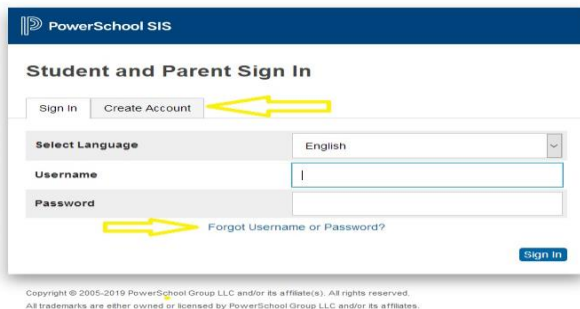 PowerSchool SIS
Student and Parent Sign In
Sign In Create Account
Select Language English
Username
Password
Forgot Username or Password?
Sign In
Copyright © 2005-2019 PowerSchool Group LLC and/or its affiliate(s). All rights reserved.
All trademarks are either owned or licensed by PowerSchool Group LLC and/or its affiliates.